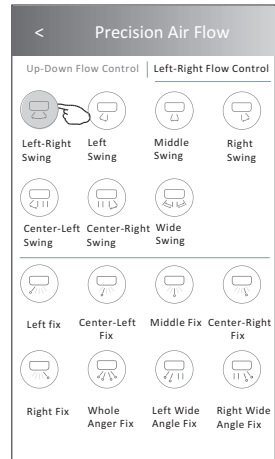 < Precision Air Flow
Up-Down Flow Control Left-Right Flow Control
Left-Right Left Middle Right
Swing Swing Swing Swing
Center-Left Center-Right Wide
Swing Swing Swing
Left fix Center-Left Middle Fix Center-Right
Fix Fix
Right Fix Whole Left Wide Right Wide
Anger Fix Angle Fix Angle Fix